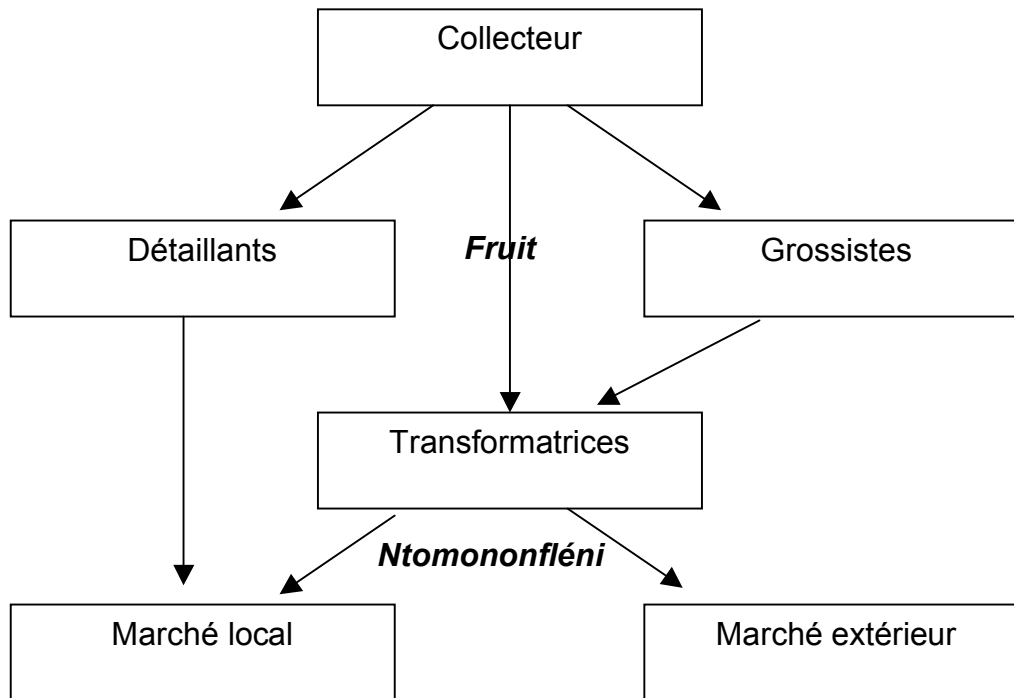 Collecteur
Détaillants
Fruit
Grossistes
Transformatrices
Ntomononfléni
Marché local
Marché extérieur